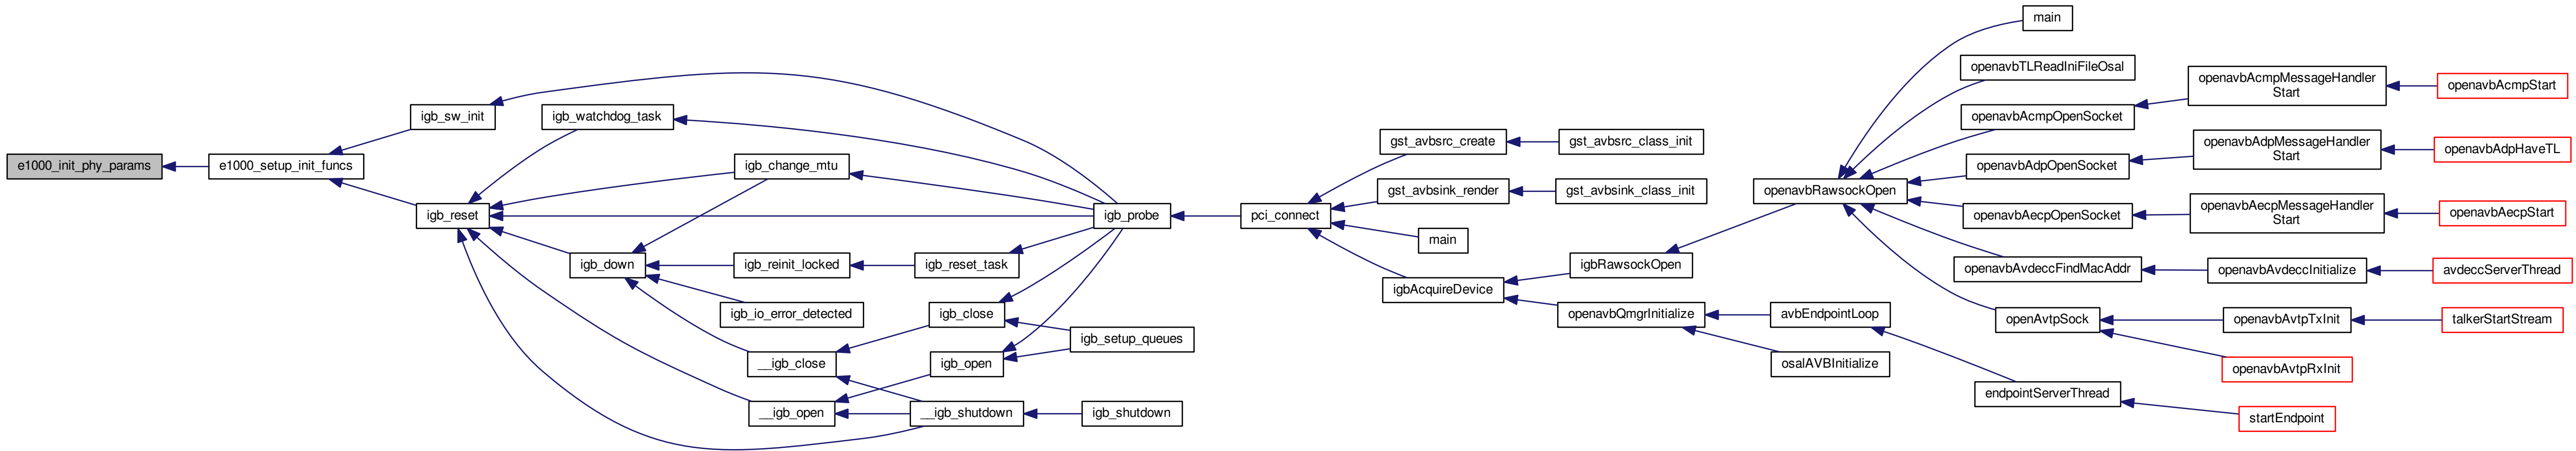 e1000_init_phy_params
e1000_setup_init_funcs
igb_sw_init
igb_reset
igb_watchdog_task
igb_change_mtu
igb_down
igb_reinit_locked
igb_reset_task
igb_io_error_detected
igb_close
igb_setup_queues
__igb_close
igb_open
__igb_open
__igb_shutdown
igb_shutdown
igb_probe
pci_connect
gst_avbsrc_create
gst_avbsrc_class_init
gst_avbsink_render
gst_avbsink_class_init
main
igbAcquireDevice
igbRawsockOpen
openavbQmgrInitialize
avbEndpointLoop
osalAVBInitialize
endpointServerThread
startEndpoint
openavbRawsockOpen
main
openavbTLReadIniFileOsal
openavbAcmpOpenSocket
openavbAcmpMessageHandler
Start
openavbAcmpStart
openavbAdpOpenSocket
openavbAdpMessageHandler
Start
openavbAdpHaveTL
openavbAecpOpenSocket
openavbAecpMessageHandler
Start
openavbAecpStart
openavbAvdeccFindMacAddr
openavbAvdeccInitialize
avdeccServerThread
openAvtpSock
openavbAvtpTxInit
talkerStartStream
openavbAvtpRxInit